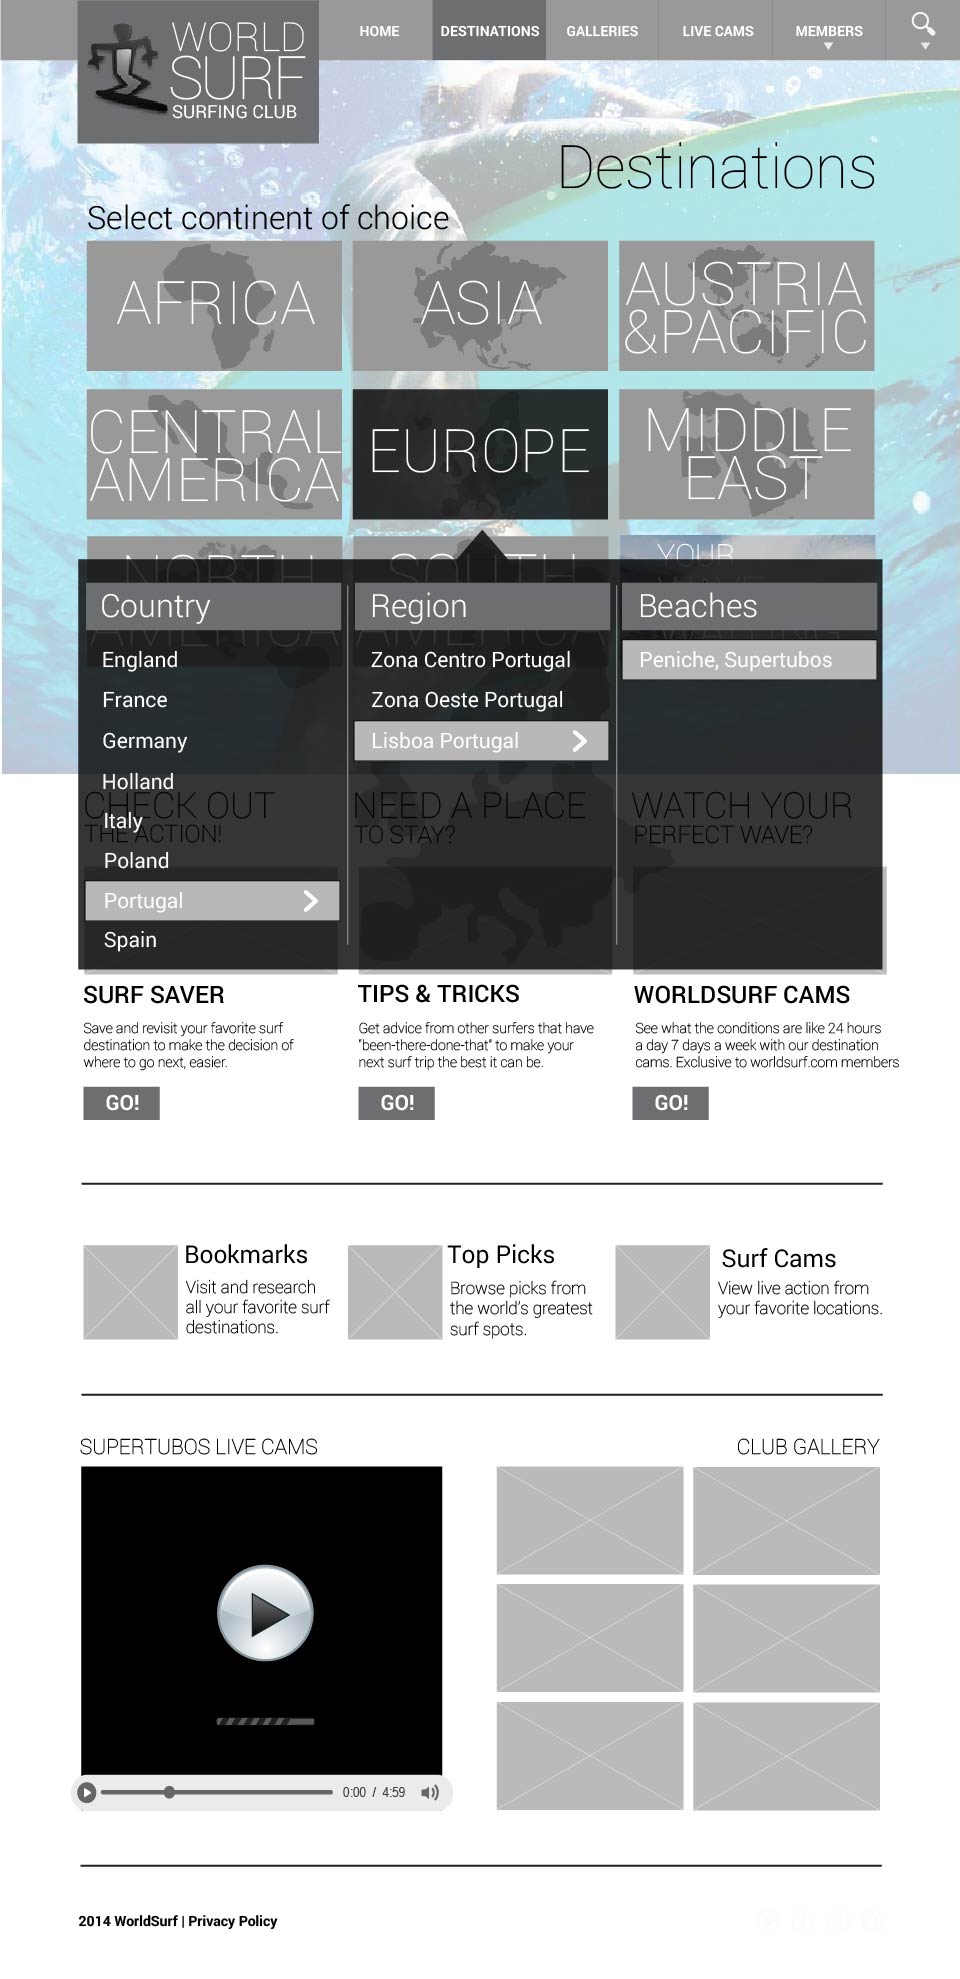 WORLD
SURF
SURFING CLUB
HOME
DESTINATIONS
GALLERIES
LIVE CAMS
MEMBERS
Destinations
Select continent of choice
AFRICA
ASIA
AUSTRIA
&PACIFIC
CENTRAL
AMERICA
EUROPE
MIDDLE
EAST
NORTH
AMERICA
SOUTH
AMERICA
YOUR
WAVE
WAITING
Country
England
France
Germany
Holland
Italy
Poland
Portugal
Spain
Region
Zona Centro Portugal
Zona Oeste Portugal
Lisboa Portugal
Beaches
Peniche, Supertubos
CHECK OUT
THE ACTION!
NEED A PLACE
TO STAY?
WATCH YOUR
PERFECT WAVE?
SURF SAVER
Save and revisit your favorite surf
destination to make the decision of
where to go next, easier.
GO!
TIPS & TRICKS
Get advice from other surfers that have
"been-there-done-that" to make your
next surf trip the best it can be.
GO!
WORLDSURF CAMS
See what the conditions are like 24 hours
a day 7 days a week with our destination
cams. Exclusive to worldsurf.com members
GO!
Bookmarks
Visit and research
all your favorite surf
destinations.
Top Picks
Browse picks from
the world's greatest
surf spots.
Surf Cams
View live action from
your favorite locations.
SUPERTUBOS LIVE CAMS
0:00 / 4:59
CLUB GALLERY
2014 WorldSurf | Privacy Policy